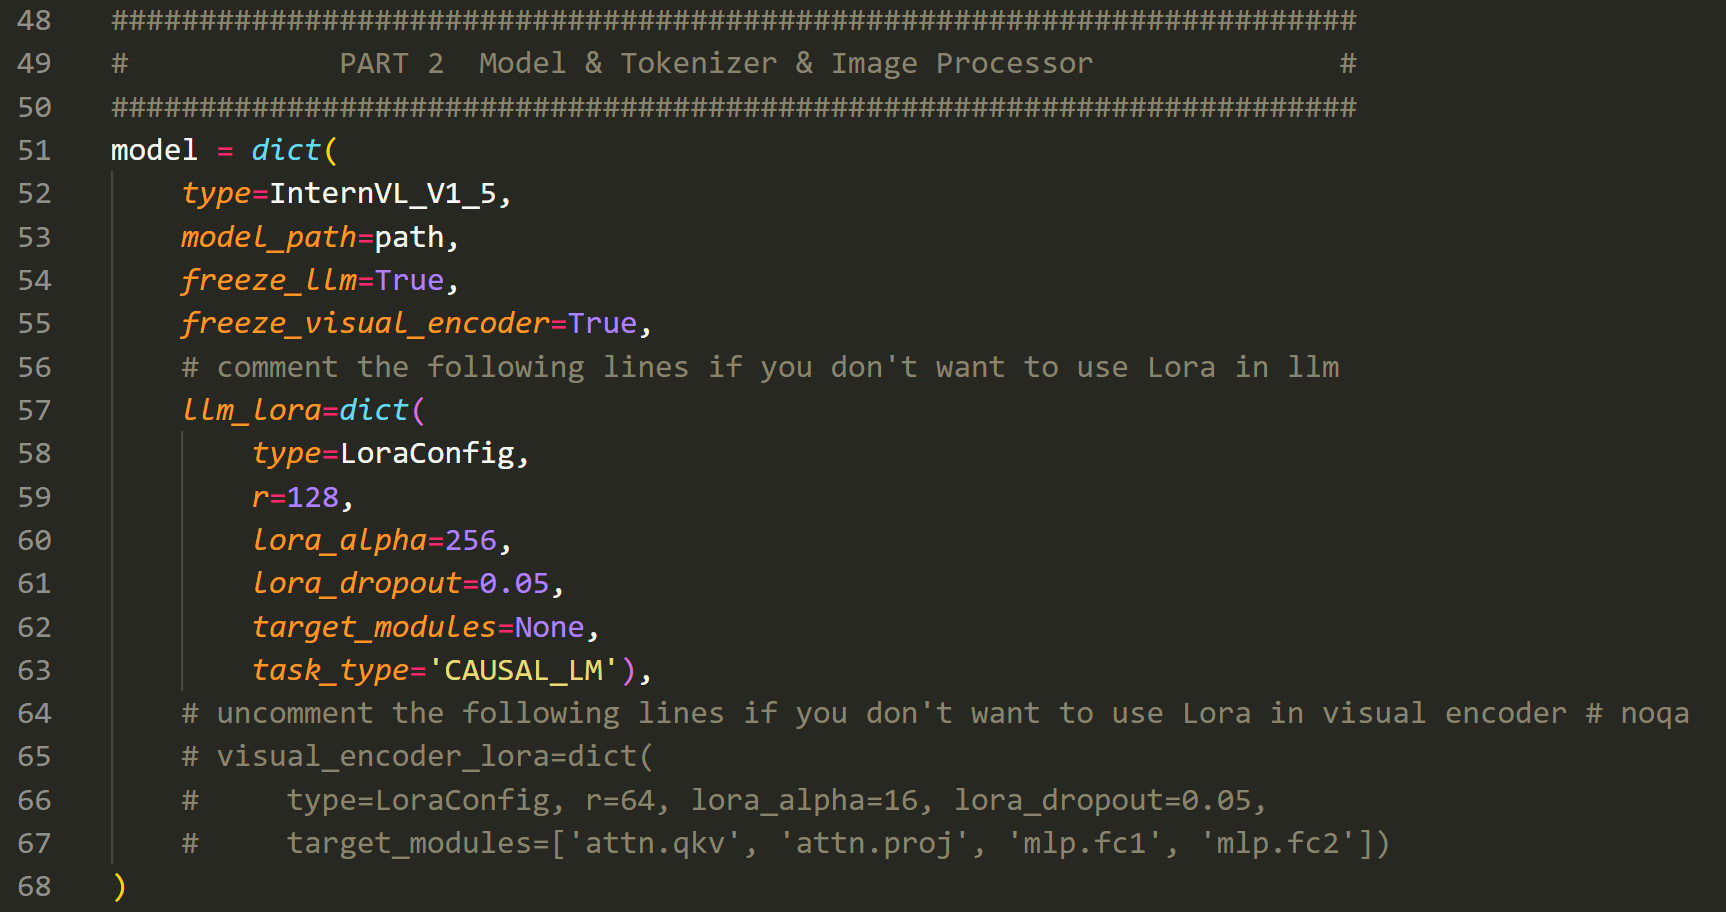 48 #######################################################################
49 #            PART 2  Model & Tokenizer & Image Processor              #
50 #######################################################################
51 model = dict(
52     type=InternVL_V1_5,
53     model_path=path,
54     freeze_llm=True,
55     freeze_visual_encoder=True,
56     # comment the following lines if you don't want to use Lora in llm
57     llm_lora=dict(
58         type=LoraConfig,
59         r=128,
60         lora_alpha=256,
61         lora_dropout=0.05,
62         target_modules=None,
63         task_type='CAUSAL_LM'),
64     # uncomment the following lines if you don't want to use Lora in visual encoder # noqa
65     # visual_encoder_lora=dict(
66     #     type=LoraConfig, r=64, lora_alpha=16, lora_dropout=0.05,
67     #     target_modules=['attn.qkv', 'attn.proj', 'mlp.fc1', 'mlp.fc2'])
68 )